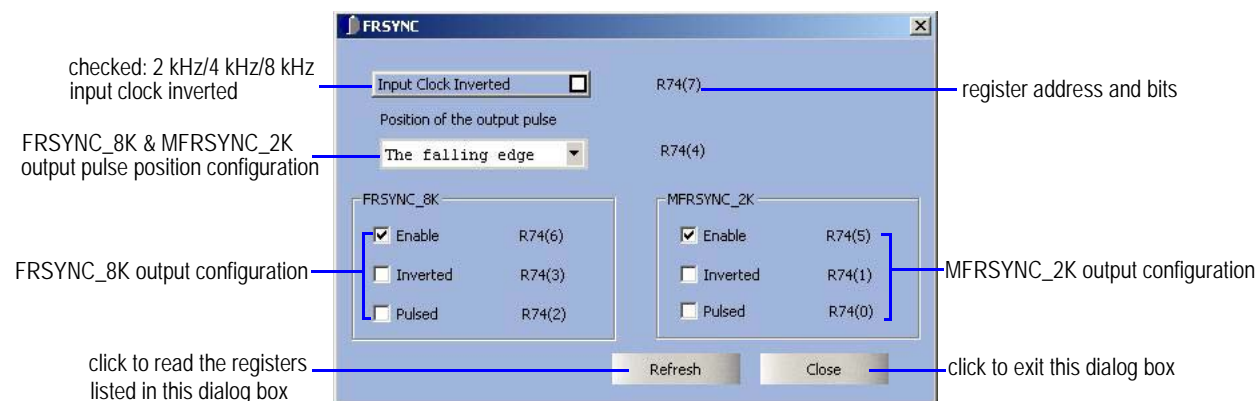 FRSYNC
checked: 2 kHz/4 kHz/8 kHz
input clock inverted
Input Clock Inverted
R74(7)
register address and bits
Position of the output pulse
FRSYNC_8K & MFRSYNC_2K
output pulse position configuration
The falling edge
R74(4)
FRSYNC_8K
Enable R74(6)
Inverted R74(3)
Pulsed R74(2)
FRSYNC_8K output configuration
MFRSYNC_2K
Enable R74(5)
Inverted R74(1)
Pulsed R74(0)
MFRSYNC_2K output configuration
click to read the registers
listed in this dialog box
Refresh
Close
click to exit this dialog box